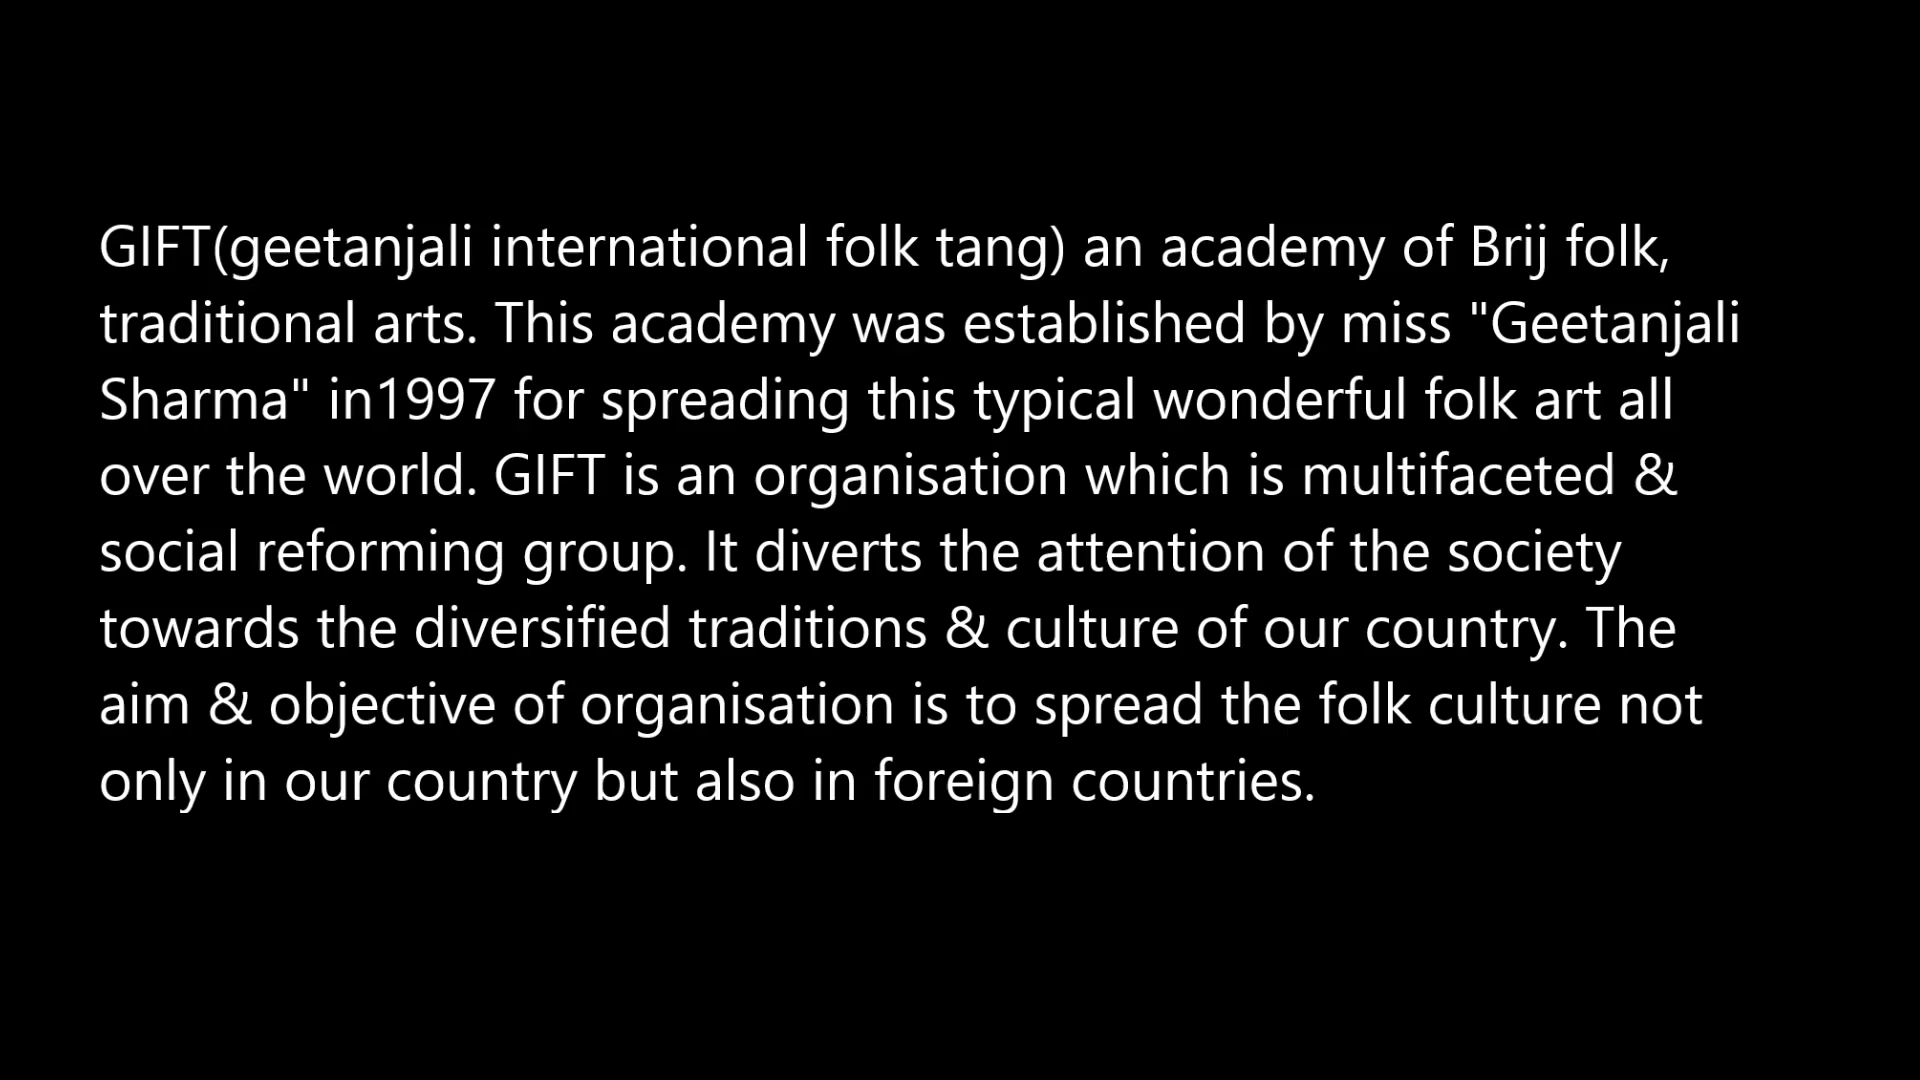 GIFT(geetanjali international folk tang) an academy of Brij folk,
traditional arts. This academy was established by miss "Geetanjali
Sharma" in1997 for spreading this typical wonderful folk art all
over the world. GIFT is an organisation which is multifaceted &
social reforming group. It diverts the attention of the society
towards the diversified traditions & culture of our country. The
aim & objective of organisation is to spread the folk culture not
only in our country but also in foreign countries.